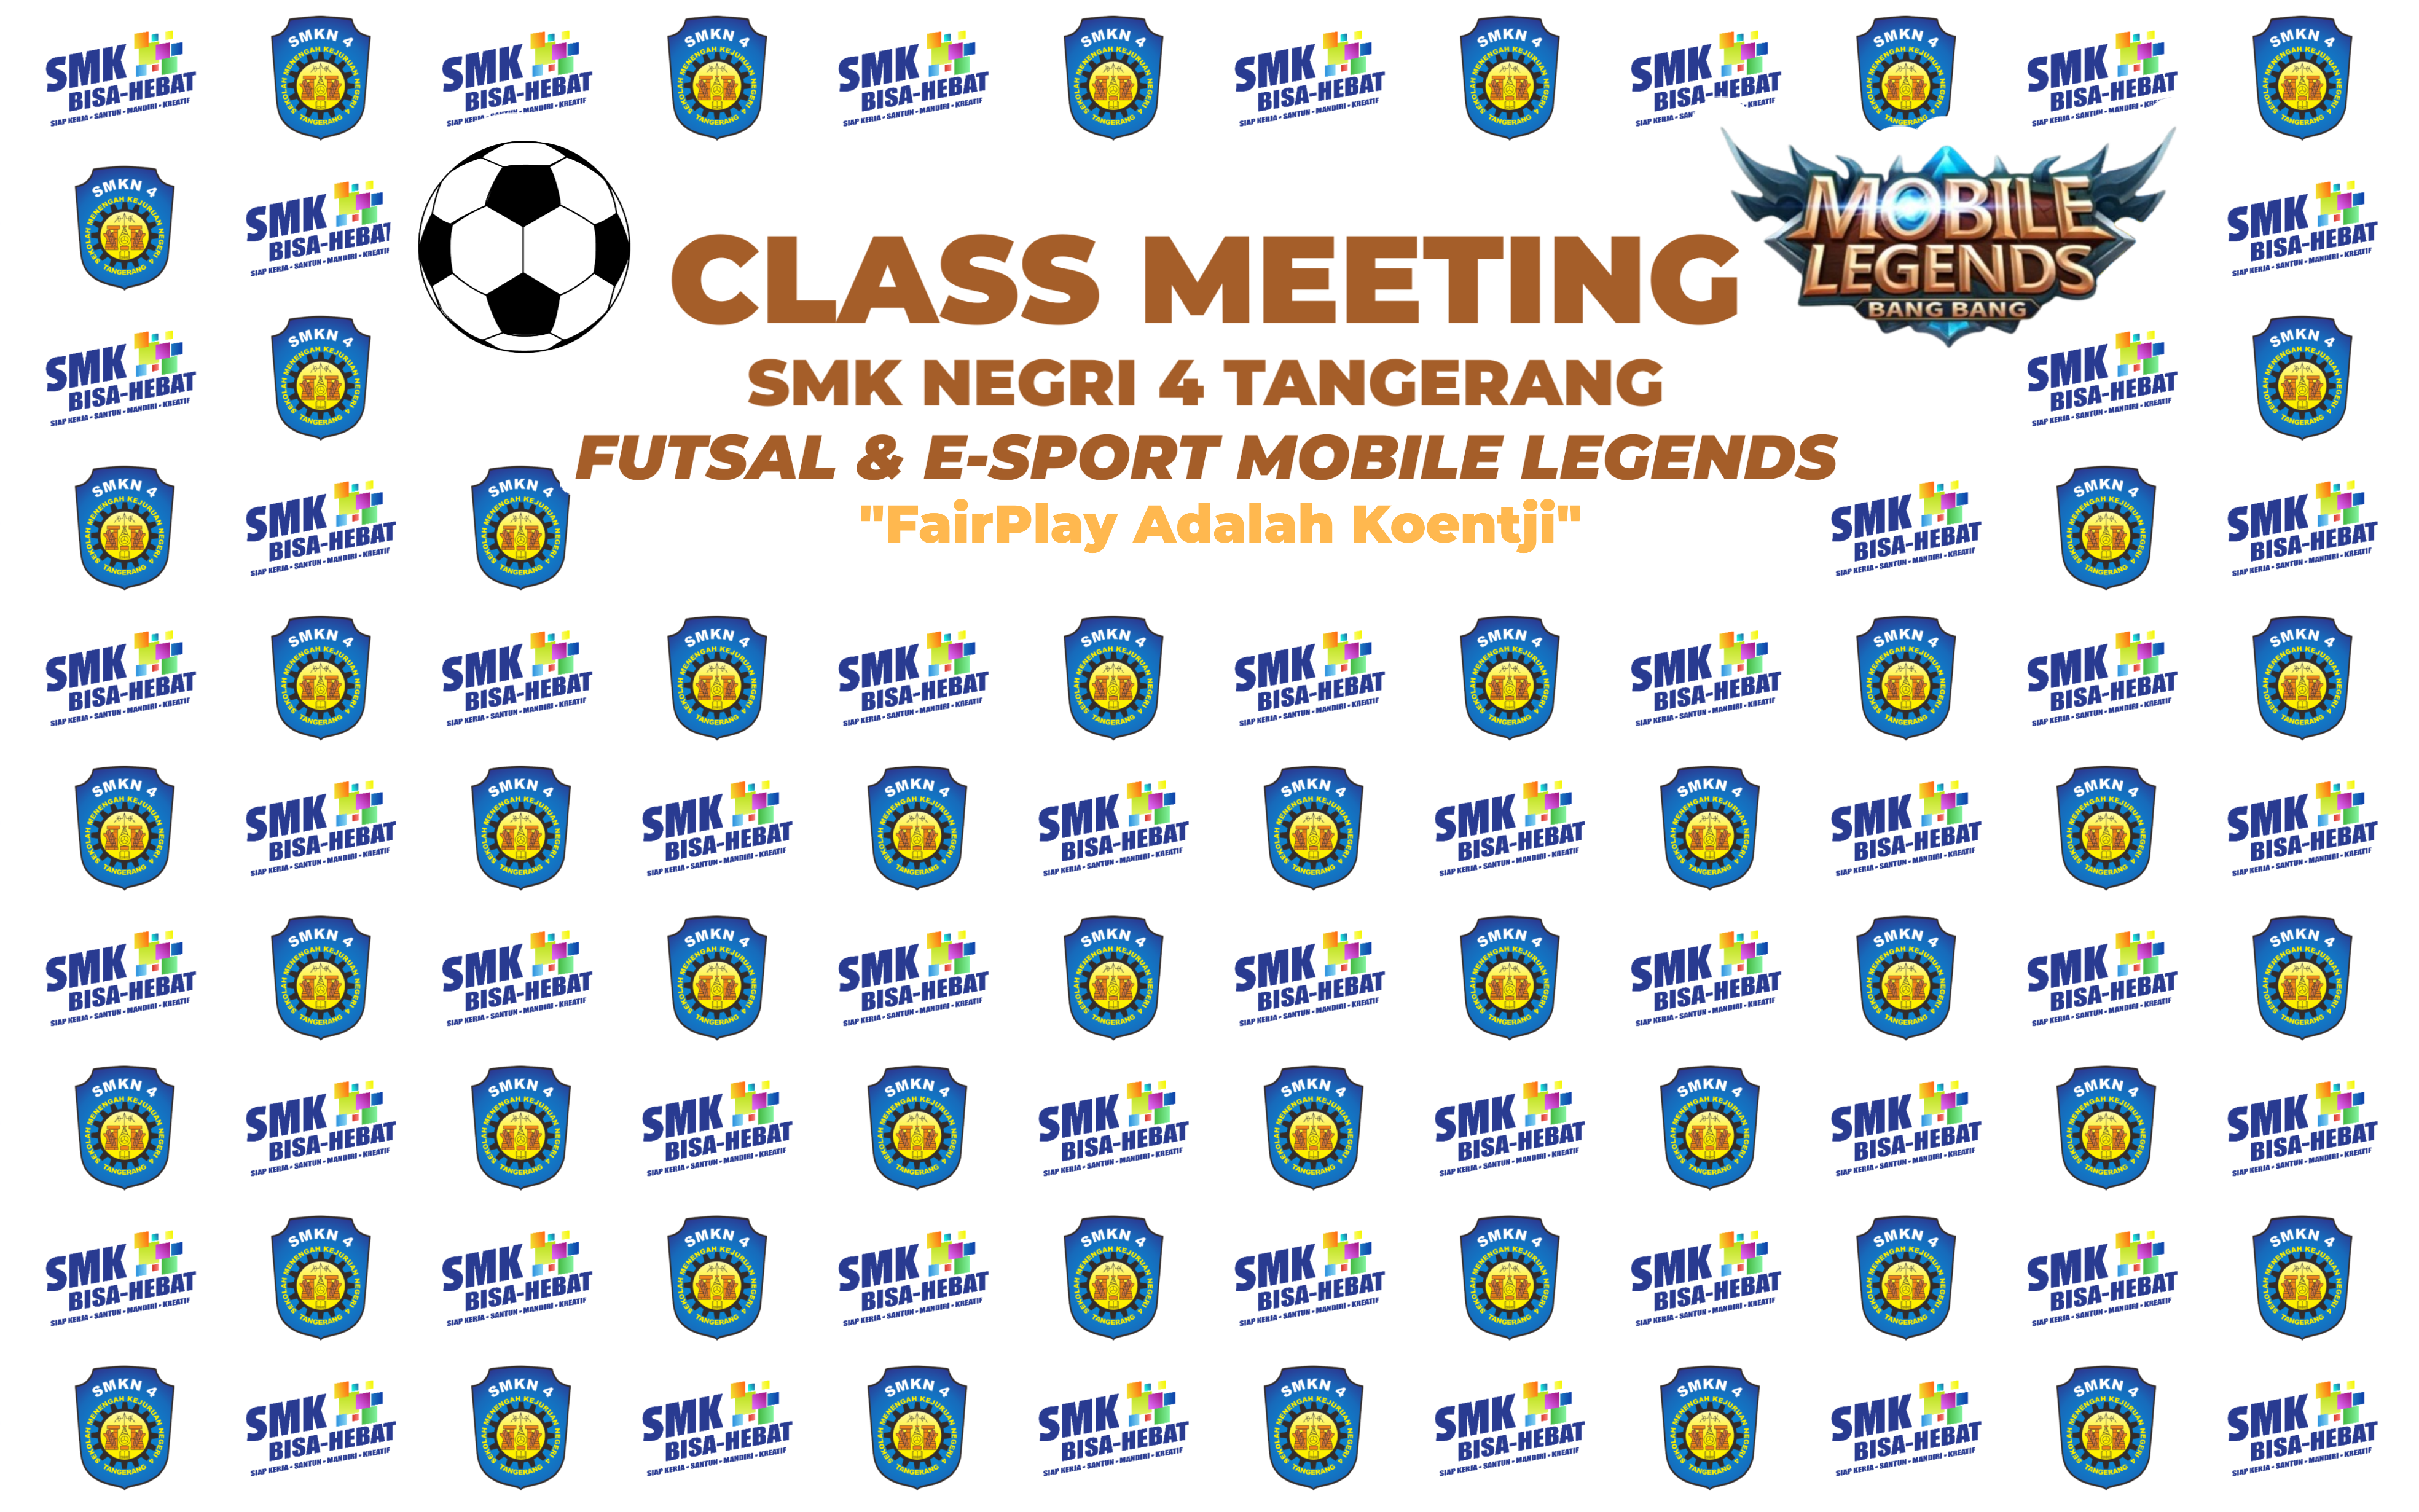 SMK
BISA-HEBAT
SIAP KERJA • SANTUN • MANDIRI • KREATIF
SMKN 4
SEKOLAH MENENGAH KEJURUAN NEGERI 4
TANGERANG
MOBILE
LEGENDS
BANG BANG
CLASS MEETING
SMK NEGRI 4 TANGERANG
FUTSAL & E-SPORT MOBILE LEGENDS
"FairPlay Adalah Koentji"